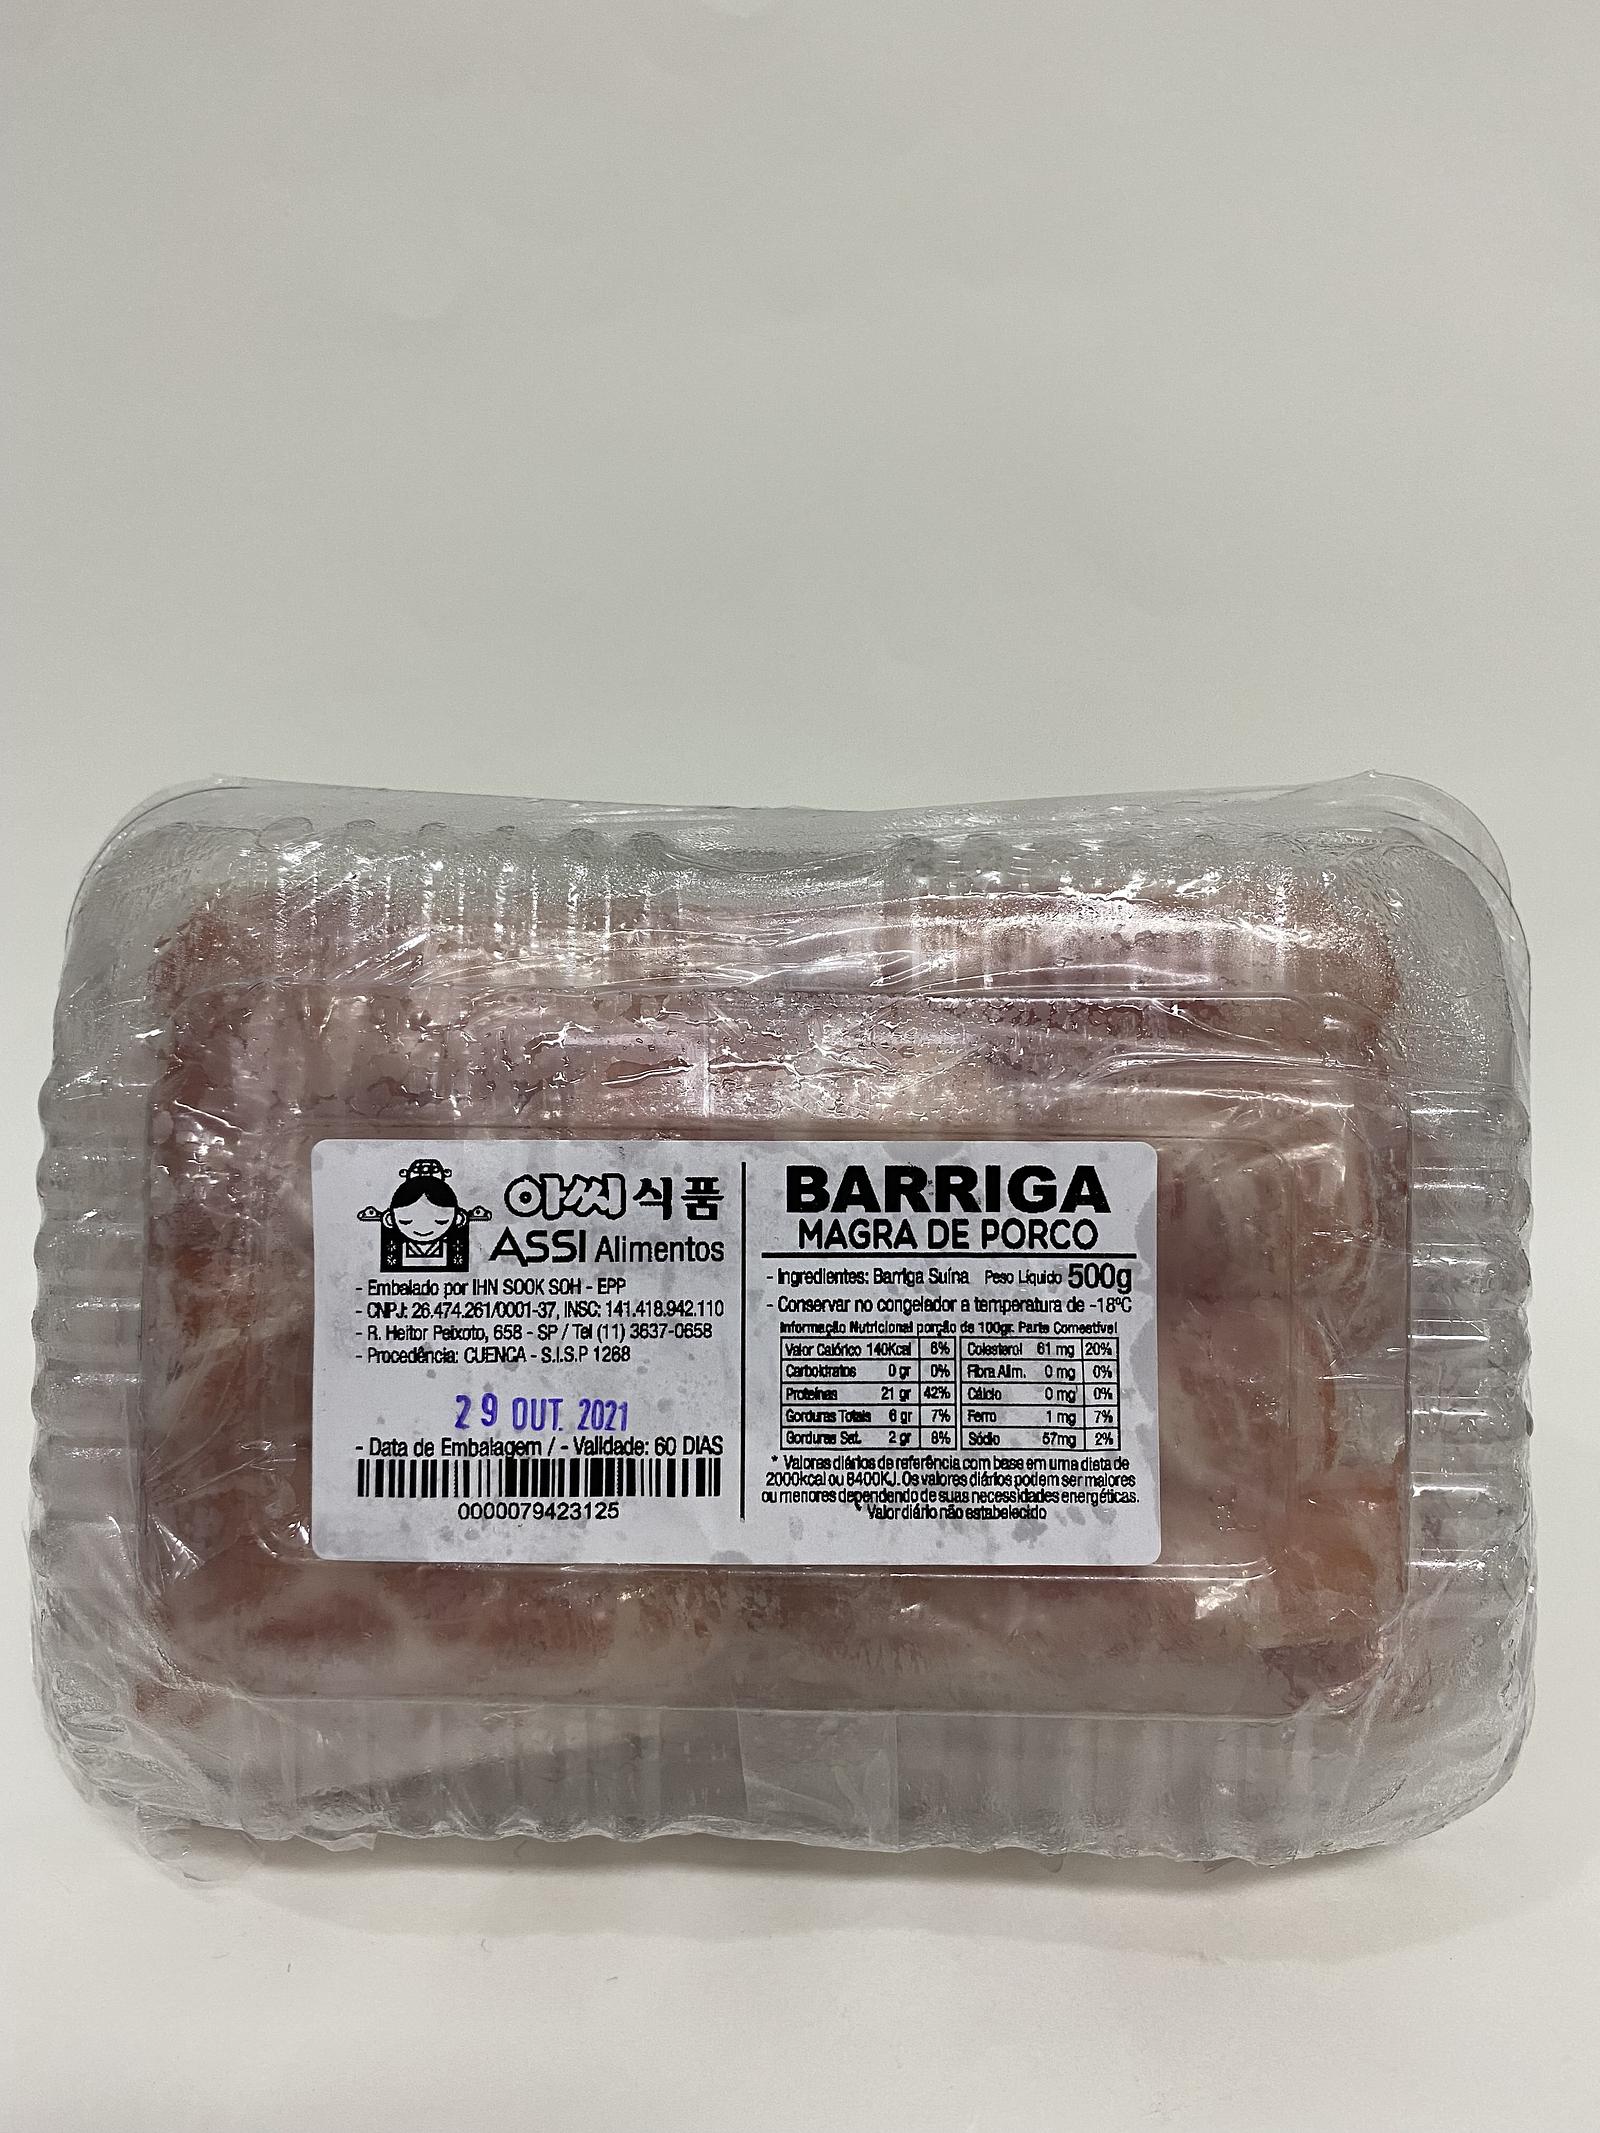 아씨 식품
ASSI Alimentos
- Embalado por IHN SOOK SOH - EPP
- CNPJ: 26.474.261/0001-37, INSC: 141.418.942.110
- R. Heitor Peixoto, 658 - SP / Tel (11) 3637-0658
- Procedência: CUENCA - S.I.S.P 1268
29 OUT. 2021
- Data de Embalagem / - Validade: 60 DIAS
0000079423125
BARRIGA
MAGRA DE PORCO
- Ingredientes: Barriga Suína Peso Líquido 500g
- Conservar no congelador a temperatura de -18ºC
Informação Nutricional porção de 100gr. Parte Comestível
Valor Calórico 140Kcal 6% Colesterol 61 mg 20%
Carboidratos 0 gr 0% Fibra Alim. 0 mg 0%
Proteínas 21 gr 42% Cálcio 0 mg 0%
Gorduras Totais 6 gr 7% Ferro 1 mg 7%
Gorduras Sat. 2 gr 8% Sódio 57mg 2%
* Valores diários de referência com base em uma dieta de
2000kcal ou 8400KJ. Os valores diários podem ser maiores
ou menores dependendo de suas necessidades energéticas.
* Valor diário não estabelecido